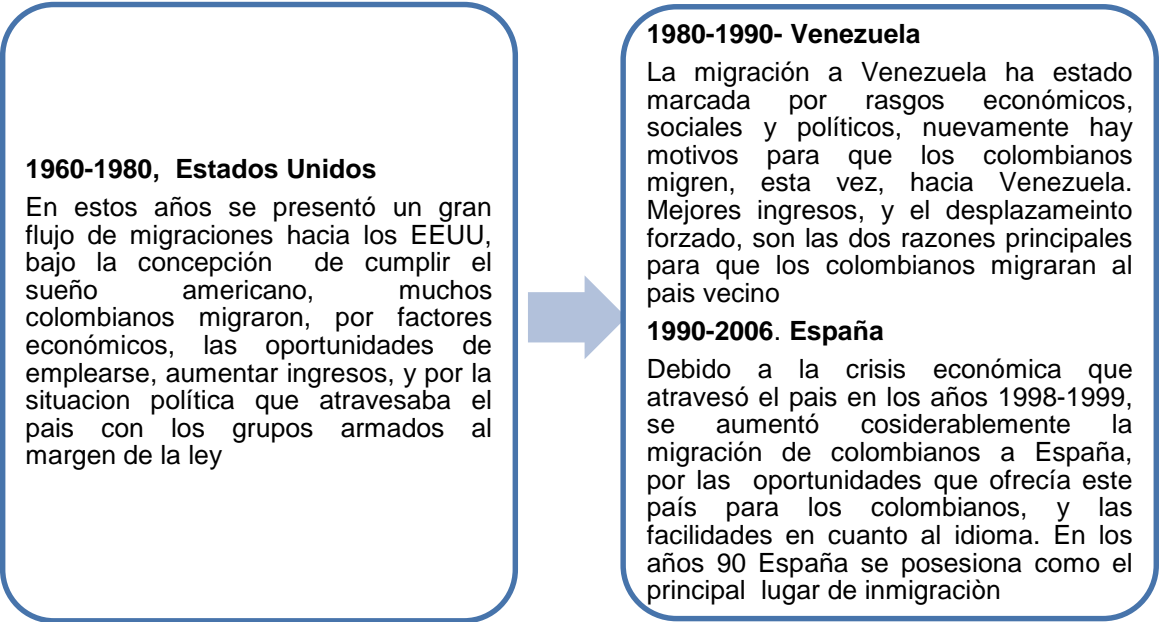 1960-1980, Estados Unidos
En estos años se presentó un gran
flujo de migraciones hacia los EEUU,
bajo la concepción de cumplir el
sueño americano, muchos
colombianos migraron, por factores
económicos, las oportunidades de
emplearse, aumentar ingresos, y por la
situacion política que atravesaba el
pais con los grupos armados al
margen de la ley
1980-1990- Venezuela
La migración a Venezuela ha estado
marcada por rasgos económicos,
sociales y políticos, nuevamente hay
motivos para que los colombianos
migren, esta vez, hacia Venezuela.
Mejores ingresos, y el desplazameinto
forzado, son las dos razones principales
para que los colombianos migraran al
pais vecino
1990-2006. España
Debido a la crisis económica que
atravesó el pais en los años 1998-1999,
se aumentó cosiderablemente la
migración de colombianos a España,
por las oportunidades que ofrecía este
país para los colombianos, y las
facilidades en cuanto al idioma. En los
años 90 España se posesiona como el
principal lugar de inmigraciòn